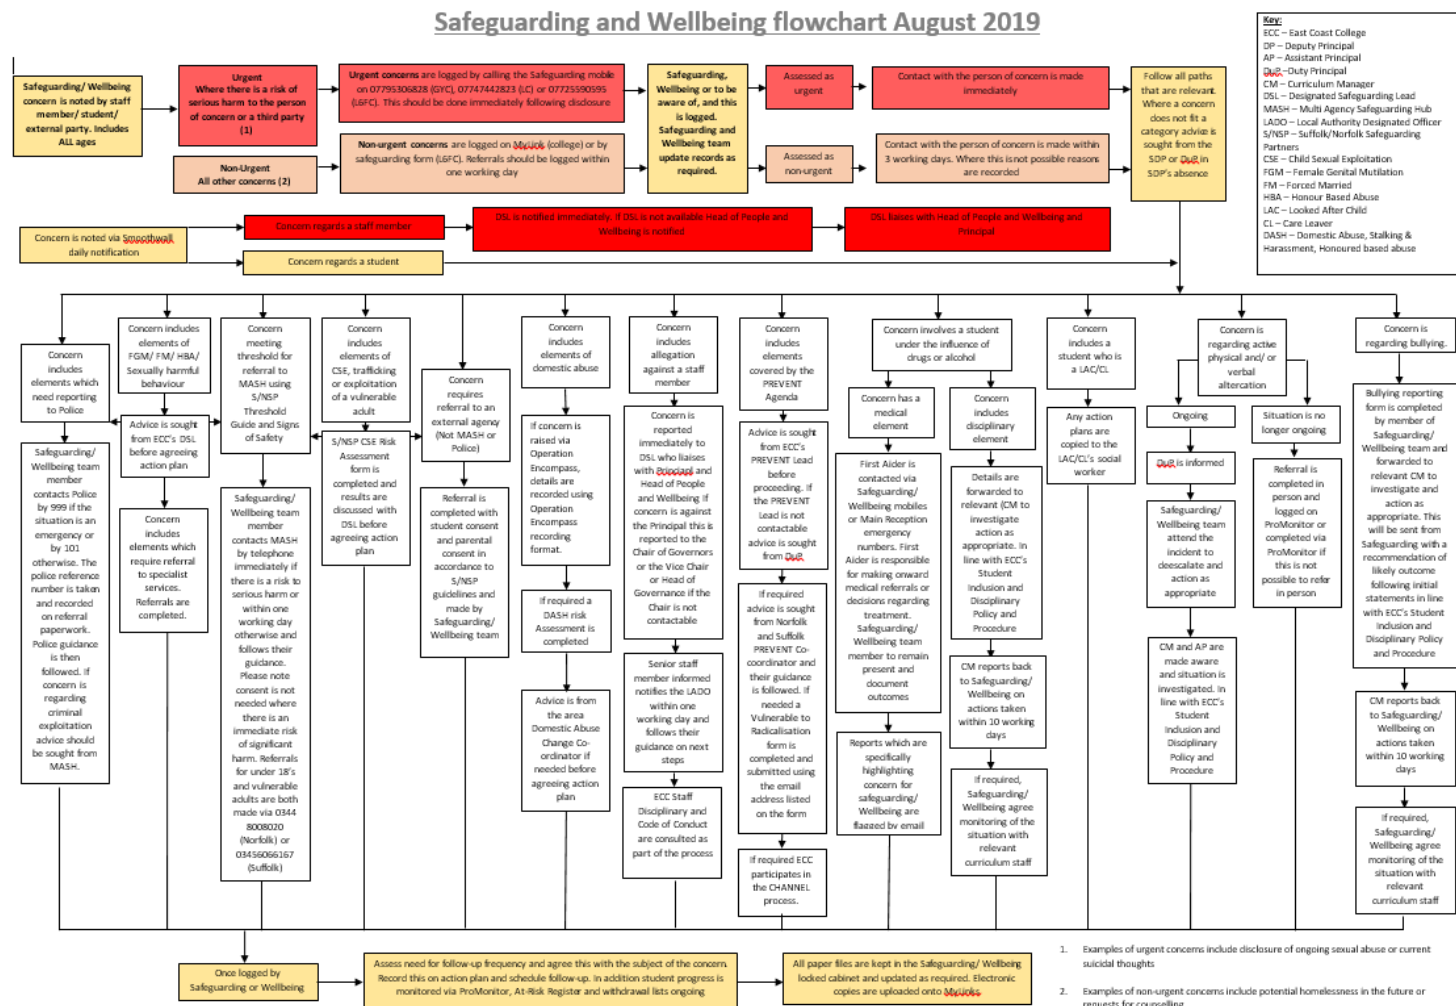 Safeguarding and Wellbeing flowchart August 2019
Key:
ECC – East Coast College
DP – Deputy Principal
AP – Assistant Principal
DuP –Duty Principal
CM – Curriculum Manager
DSL – Designated Safeguarding Lead
MASH – Multi Agency Safeguarding Hub
LADO – Local Authority Designated Officer
S/NSP – Suffolk/Norfolk Safeguarding
Partners
CSE – Child Sexual Exploitation
FGM – Female Genital Mutilation
FM – Forced Married
HBA – Honour Based Abuse
LAC – Looked After Child
CL – Care Leaver
DASH – Domestic Abuse, Stalking &
Harassment, Honoured based abuse
Safeguarding/ Wellbeing
concern is noted by staff
member/ student/
external party. Includes
ALL ages
Urgent
Where there is a risk of
serious harm to the person
of concern or a third party
(1)
Urgent concerns are logged by calling the Safeguarding mobile
on 07795306828 (GYC), 07747442823 (LC) or 07725590595
(L6FC). This should be done immediately following disclosure
Non-Urgent
All other concerns (2)
Non-urgent concerns are logged on MyLink (college) or by
safeguarding form (L6FC). Referrals should be logged within
one working day
Safeguarding,
Wellbeing or to be
aware of, and this
is logged.
Safeguarding and
Wellbeing team
update records as
required.
Assessed as
urgent
Contact with the person of concern is made
immediately
Assessed as
non-urgent
Contact with the person of concern is made within
3 working days. Where this is not possible reasons
are recorded
Follow all paths
that are relevant.
Where a concern
does not fit a
category advice is
sought from the
SDP or DuP in
SDP's absence
Concern is noted via Smoothwall
daily notification
Concern regards a staff member
DSL is notified immediately. If DSL is not available Head of People and
Wellbeing is notified
DSL liaises with Head of People and Wellbeing and
Principal
Concern regards a student
Concern
includes
elements which
need reporting
to Police
Safeguarding/
Wellbeing team
member
contacts Police
by 999 if the
situation is an
emergency or
by 101
otherwise. The
police reference
number is taken
and recorded
on referral
paperwork.
Police guidance
is then
followed. If
concern is
regarding
criminal
exploitation
advice should
be sought from
MASH.
Concern includes
elements of
FGM/ FM/ HBA/
Sexually harmful
behaviour
Advice is sought
from ECC's DSL
before agreeing
action plan
Concern
includes
elements which
require referral
to specialist
services.
Referrals are
completed.
Concern
meeting
threshold for
referral to
MASH using
S/NSP
Threshold
Guide and Signs
of Safety
Safeguarding/
Wellbeing team
member
contacts MASH
by telephone
immediately if
there is a risk to
serious harm or
within one
working day
otherwise and
follows their
guidance.
Please note
consent is not
needed where
there is an
immediate risk
of significant
harm. Referrals
for under 18's
and vulnerable
adults are both
made via 0344
8008020
(Norfolk) or
03456066167
(Suffolk)
Concern
includes
elements of
CSE, trafficking
or exploitation
of a vulnerable
adult
S/NSP CSE Risk
Assessment
form is
completed and
results are
discussed with
DSL before
agreeing action
plan
Concern
requires
referral to an
external agency
(Not MASH or
Police)
Referral is
completed with
student consent
and parental
consent in
accordance to
S/NSP
guidelines and
made by
Safeguarding/
Wellbeing team
Concern
includes
elements of
domestic abuse
If concern is
raised via
Operation
Encompass,
details are
recorded using
Operation
Encompass
recording
format.
If required a
DASH risk
Assessment is
completed
Advice is from
the area
Domestic Abuse
Change Co-
ordinator if
needed before
agreeing action
plan
Concern
includes
allegation
against a staff
member
Concern is
reported
immediately to
DSL who liaises
with Princiapl and
Head of People
and Wellbeing If
concern is against
the Principal this is
reported to the
Chair of Governors
or the Vice Chair
or Head of
Governance if the
Chair is not
contactable
Senior staff
member informed
notifies the LADO
within one
working day and
follows their
guidance on next
steps
ECC Staff
Disciplinary and
Code of Conduct
are consulted as
part of the process
Concern
includes
elements
covered by the
PREVENT
Agenda
Advice is sought
from ECC's
PREVENT Lead
before
proceeding. If
the PREVENT
Lead is not
contactable
advice is sought
from DuP
If required
advice is sought
from Norfolk
and Suffolk
PREVENT Co-
coordinator and
their guidance
is followed. If
needed a
Vulnerable to
Radicalisation
form is
completed and
submitted using
the email
address listed
on the form
If required ECC
participates in
the CHANNEL
process.
Concern involves a student
under the influence of
drugs or alcohol
Concern has a
medical
element
First Aider is
contacted via
Safeguarding/
Wellbeing mobiles
or Main Reception
emergency
numbers. First
Aider is responsible
for making onward
medical referrals or
decisions regarding
treatment.
Safeguarding/
Wellbeing team
member to remain
present and
document
outcomes
Reports which are
specifically
highlighting
concern for
safeguarding/
Wellbeing are
flagged by email
Concern
includes
disciplinary
element
Details are
forwarded to
relevant (CM to
investigate
action as
appropriate. In
line with ECC's
Student
Inclusion and
Disciplinary
Policy and
Procedure
CM reports back
to Safeguarding/
Wellbeing on
actions taken
within 10 working
days
If required,
Safeguarding/
Wellbeing agree
monitoring of the
situation with
relevant
curriculum staff
Concern
includes a
student who is
a LAC/CL
Any action
plans are
copied to the
LAC/CL's social
worker
Concern is
regarding active
physical and/ or
verbal
altercation
Ongoing
DuP is informed
Safeguarding/
Wellbeing team
attend the
incident to
deescalate and
action as
appropriate
CM and AP are
made aware
and situation is
investigated. In
line with ECC's
Student
Inclusion and
Disciplinary
Policy and
Procedure
Situation is no
longer ongoing
Referral is
completed in
person and
logged on
ProMonitor or
completed via
ProMonitor if
this is not
possible to refer
in person
Concern is
regarding bullying.
Bullying reporting
form is completed
by member of
Safeguarding/
Wellbeing team and
forwarded to
relevant CM to
investigate and
action as
appropriate. This
will be sent from
Safeguarding with a
recommendation of
likely outcome
following initial
statements in line
with ECC's Student
Inclusion and
Disciplinary Policy
and Procedure
CM reports back
to Safeguarding/
Wellbeing on
actions taken
within 10 working
days
If required,
Safeguarding/
Wellbeing agree
monitoring of the
situation with
relevant
curriculum staff
Once logged by
Safeguarding or Wellbeing
Assess need for follow-up frequency and agree this with the subject of the concern.
Record this on action plan and schedule follow-up. In addition student progress is
monitored via ProMonitor, At-Risk Register and withdrawal lists ongoing
All paper files are kept in the Safeguarding/ Wellbeing
locked cabinet and updated as required. Electronic
copies are uploaded onto MyLinks.
1. Examples of urgent concerns include disclosure of ongoing sexual abuse or current
suicidal thoughts
2. Examples of non-urgent concerns include potential homelessness in the future or
requests for counselling